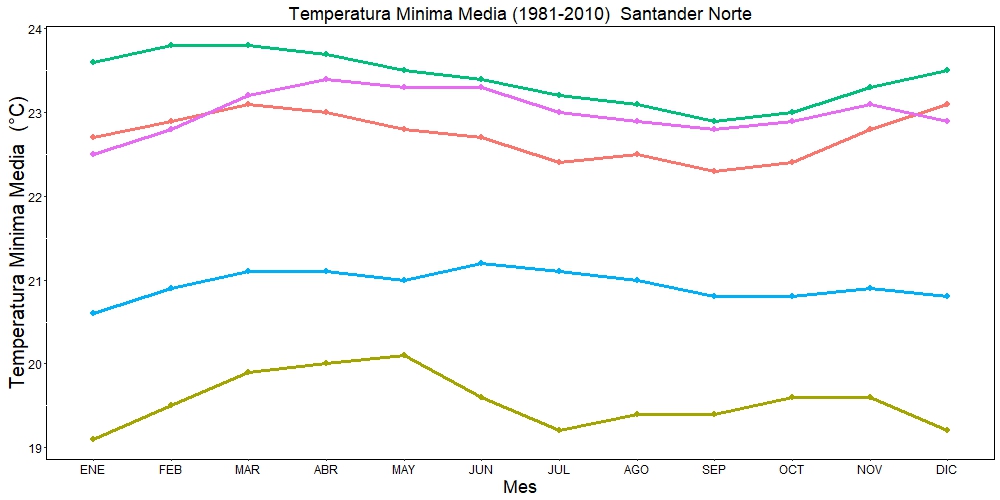 Temperatura Minima Media (1981-2010)  Santander Norte
Temperatura Minima Media  (°C)
24
23
22
21
20
19
ENE FEB MAR ABR MAY JUN JUL AGO SEP OCT NOV DIC
Mes